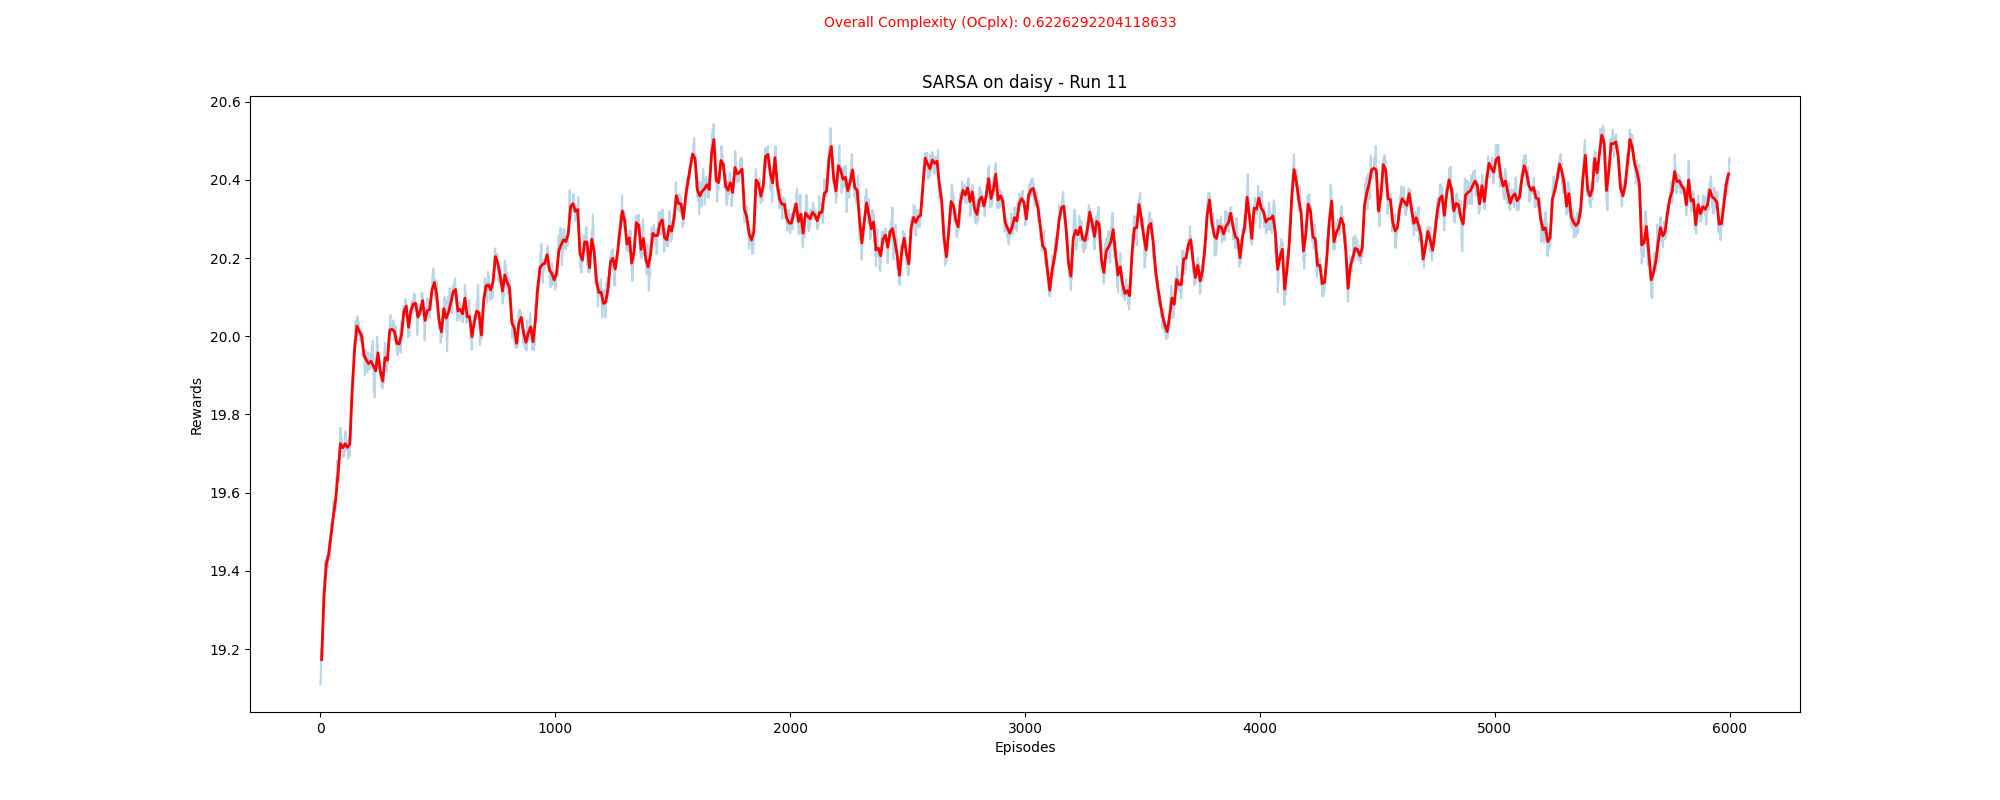 Overall Complexity (OCplx): 0.6226292204118633
SARSA on daisy - Run 11
20.6
20.4
20.2
20.0
19.8
19.6
19.4
19.2
Rewards
0 1000 2000 3000 4000 5000 6000
Episodes